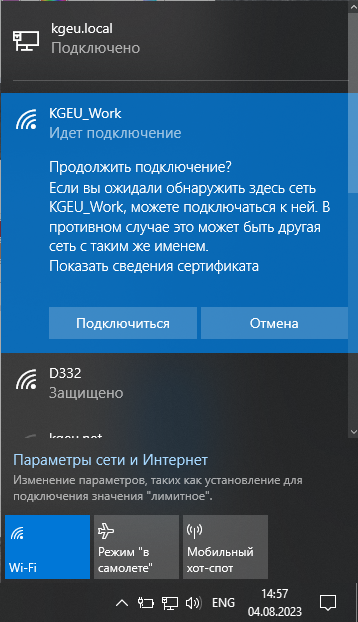 kgeu.local
Подключено
KGEU_Work
Идет подключение
Продолжить подключение?
Если вы ожидали обнаружить здесь сеть
KGEU_Work, можете подключаться к ней. В
противном случае это может быть другая
сеть с таким же именем.
Показать сведения сертификата
Подключиться Отмена
D332
Защищено
kgeu.net
Параметры сети и Интернет
Изменение параметров, таких как установление для
подключения значения "лимитное".
Wi-Fi
Режим "в
самолете"
Мобильный
хот-спот
ENG
14:57
04.08.2023